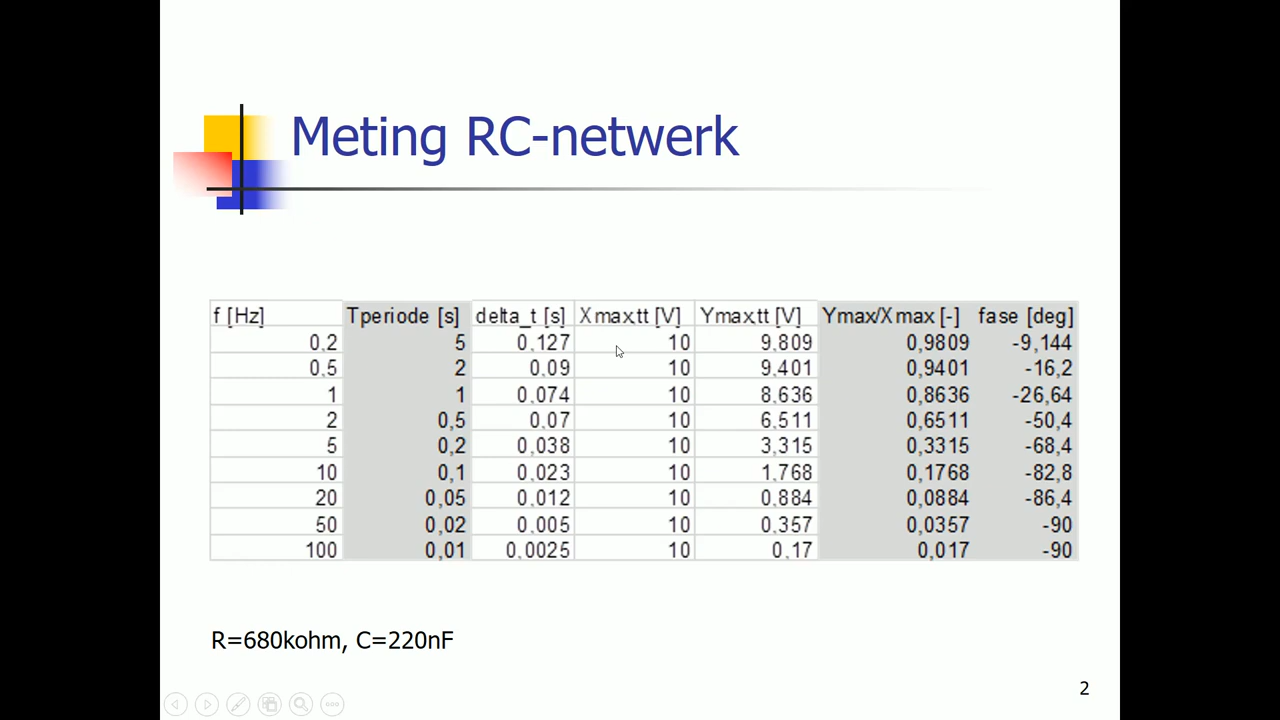 Meting RC-netwerk
f [Hz] Tperiode [s] delta_t [s] Xmax,tt [V] Ymax,tt [V] Ymax/Xmax [-] fase [deg]
0,2 5 0,127 10 9,809 0,9809 -9,144
0,5 2 0,09 10 9,401 0,9401 -16,2
1 1 0,074 10 8,636 0,8636 -26,64
2 0,5 0,07 10 6,511 0,6511 -50,4
5 0,2 0,038 10 3,315 0,3315 -68,4
10 0,1 0,023 10 1,768 0,1768 -82,8
20 0,05 0,012 10 0,884 0,0884 -86,4
50 0,02 0,005 10 0,357 0,0357 -90
100 0,01 0,0025 10 0,17 0,017 -90
R=680kohm, C=220nF
2